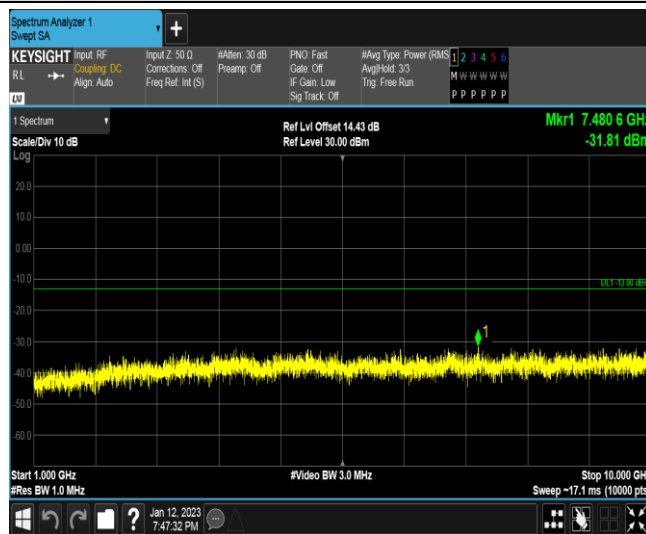 Spectrum Analyzer 1
Swept SA
+
KEYSIGHT
RL
LXI
Input: RF
Coupling: DC
Align: Auto
Input Z: 50 Ω
Corrections: Off
Freq Ref: Int (S)
#Atten: 30 dB
Preamp: Off
PNO: Fast
Gate: Off
IF Gain: Low
Sig Track: Off
#Avg Type: Power (RMS
Avg|Hold: 3/3
Trig: Free Run
1 2 3 4 5 6
M W W W W W
P P P P P P
1 Spectrum
Scale/Div 10 dB
Log
Ref Lvl Offset 14.43 dB
Ref Level 30.00 dBm
Mkr1 7.480 6 GHz
-31.81 dBm
20.0
10.0
0.00
-10.0
-20.0
-30.0
-40.0
-50.0
-60.0
DL1 -13.00 dBm
1
Start 1.000 GHz
#Res BW 1.0 MHz
#Video BW 3.0 MHz
Stop 10.000 GH
Sweep ~17.1 ms (10000 pts
?
Jan 12, 2023
7:47:32 PM